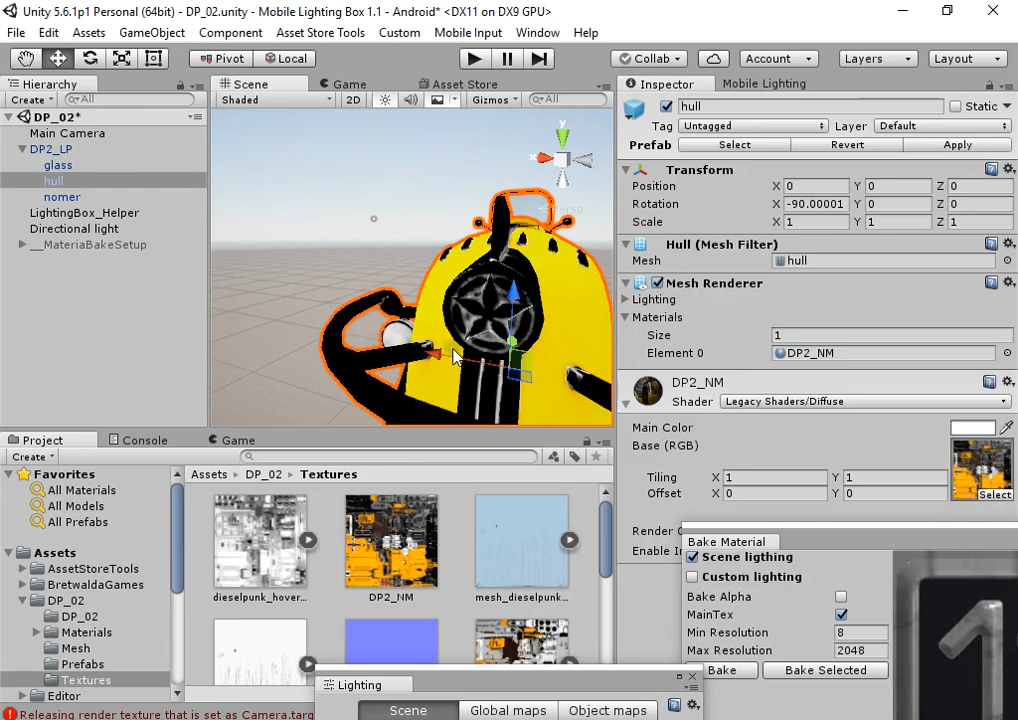 Unity 5.6.1p1 Personal (64bit) - DP_02.unity - Mobile Lighting Box 1.1 - Android* <DX11 on DX9 GPU>
File Edit Assets GameObject Component Asset Store Tools Custom Mobile Input Window Help
Pivot Local Collab Account Layers Layout
Hierarchy
Create All
DP_02*
Main Camera
DP2_LP
glass
hull
nomer
LightingBox_Helper
Directional light
__MateriaBakeSetup
Scene Game Asset Store
Shaded 2D Gizmos All
y
x
Persp
Inspector Mobile Lighting
hull Static
Tag Untagged Layer Default
Prefab Select Revert Apply
Transform
Position X 0 Y 0 Z 0
Rotation X -90.00001 Y 0 Z 0
Scale X 1 Y 1 Z 1
Hull (Mesh Filter)
Mesh hull
Mesh Renderer
Lighting
Materials
Size 1
Element 0 DP2_NM
DP2_NM
Shader Legacy Shaders/Diffuse
Main Color
Base (RGB)
Tiling X 1 Y 1
Offset X 0 Y 0
Select
Render
Enable In
Bake Material
Scene ligthing
Custom lighting
Bake Alpha
MainTex
Min Resolution 8
Max Resolution 2048
Bake Bake Selected
1
Project Console Game
Create
Favorites
All Materials
All Models
All Prefabs
Assets
AssetStoreTools
BretwaldaGames
DP_02
DP_02
Materials
Mesh
Prefabs
Textures
Editor
Assets DP_02 Textures
dieselpunk_hover... DP2_NM mesh_dieselpunk...
Lighting
Scene Global maps Object maps
Releasing render texture that is set as Camera.targ